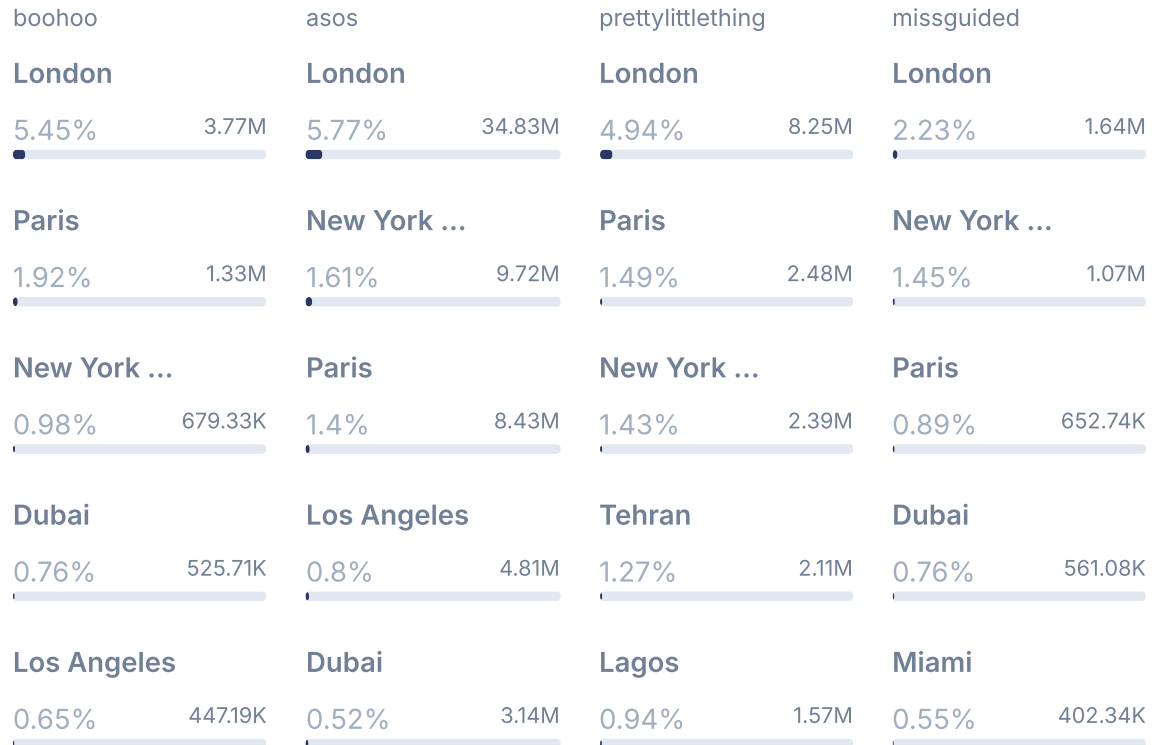 boohoo
London
5.45% 3.77M
Paris
1.92% 1.33M
New York ...
0.98% 679.33K
Dubai
0.76% 525.71K
Los Angeles
0.65% 447.19K
asos
London
5.77% 34.83M
New York ...
1.61% 9.72M
Paris
1.4% 8.43M
Los Angeles
0.8% 4.81M
Dubai
0.52% 3.14M
prettylittlething
London
4.94% 8.25M
Paris
1.49% 2.48M
New York ...
1.43% 2.39M
Tehran
1.27% 2.11M
Lagos
0.94% 1.57M
missguided
London
2.23% 1.64M
New York ...
1.45% 1.07M
Paris
0.89% 652.74K
Dubai
0.76% 561.08K
Miami
0.55% 402.34K